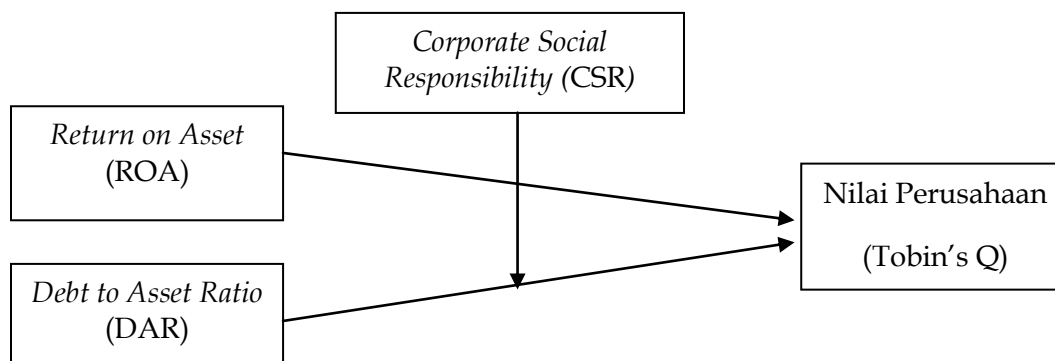 Corporate Social
Responsibility (CSR)
Return on Asset
(ROA)
Nilai Perusahaan
(Tobin's Q)
Debt to Asset Ratio
(DAR)